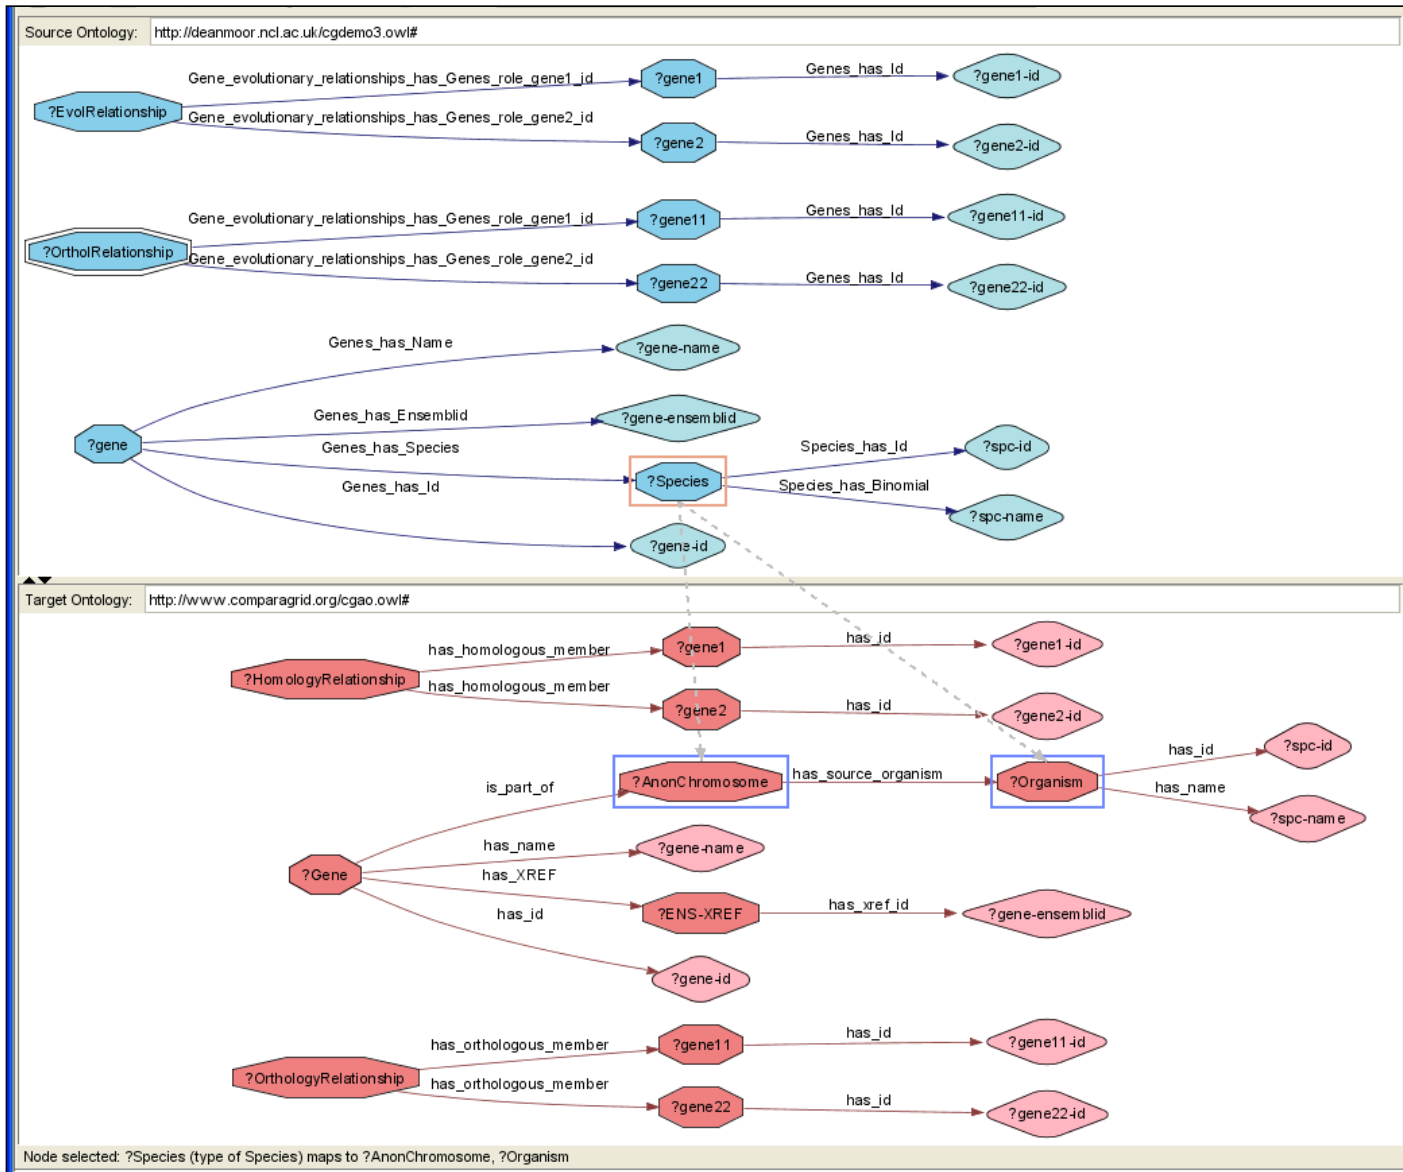 Source Ontology: http://deanmoor.ncl.ac.uk/cgdemo3.owl#
Gene_evolutionary_relationships_has_Genes_role_gene1_id
?gene1
Genes_has_Id
?gene1-id
?EvolRelationship
Gene_evolutionary_relationships_has_Genes_role_gene2_id
?gene2
Genes_has_Id
?gene2-id
Gene_evolutionary_relationships_has_Genes_role_gene1_id
?gene11
Genes_has_Id
?gene11-id
?OrtholRelationship
Gene_evolutionary_relationships_has_Genes_role_gene2_id
?gene22
Genes_has_Id
?gene22-id
Genes_has_Name
?gene-name
Genes_has_Ensemblid
?gene-ensemblid
?gene
Genes_has_Species
?Species
Species_has_Id
?spc-id
Species_has_Binomial
?spc-name
Genes_has_Id
?gene-id
Target Ontology: http://www.comparagrid.org/cgao.owl#
has_homologous_member
?gene1
has_id
?gene1-id
?HomologyRelationship
has_homologous_member
?gene2
has_id
?gene2-id
is_part_of
?AnonChromosome
has_source_organism
?Organism
has_id
?spc-id
has_name
?spc-name
has_name
?gene-name
?Gene
has_XREF
?ENS-XREF
has_xref_id
?gene-ensemblid
has_id
?gene-id
has_orthologous_member
?gene11
has_id
?gene11-id
?OrthologyRelationship
has_orthologous_member
?gene22
has_id
?gene22-id
Node selected: ?Species (type of Species) maps to ?AnonChromosome, ?Organism